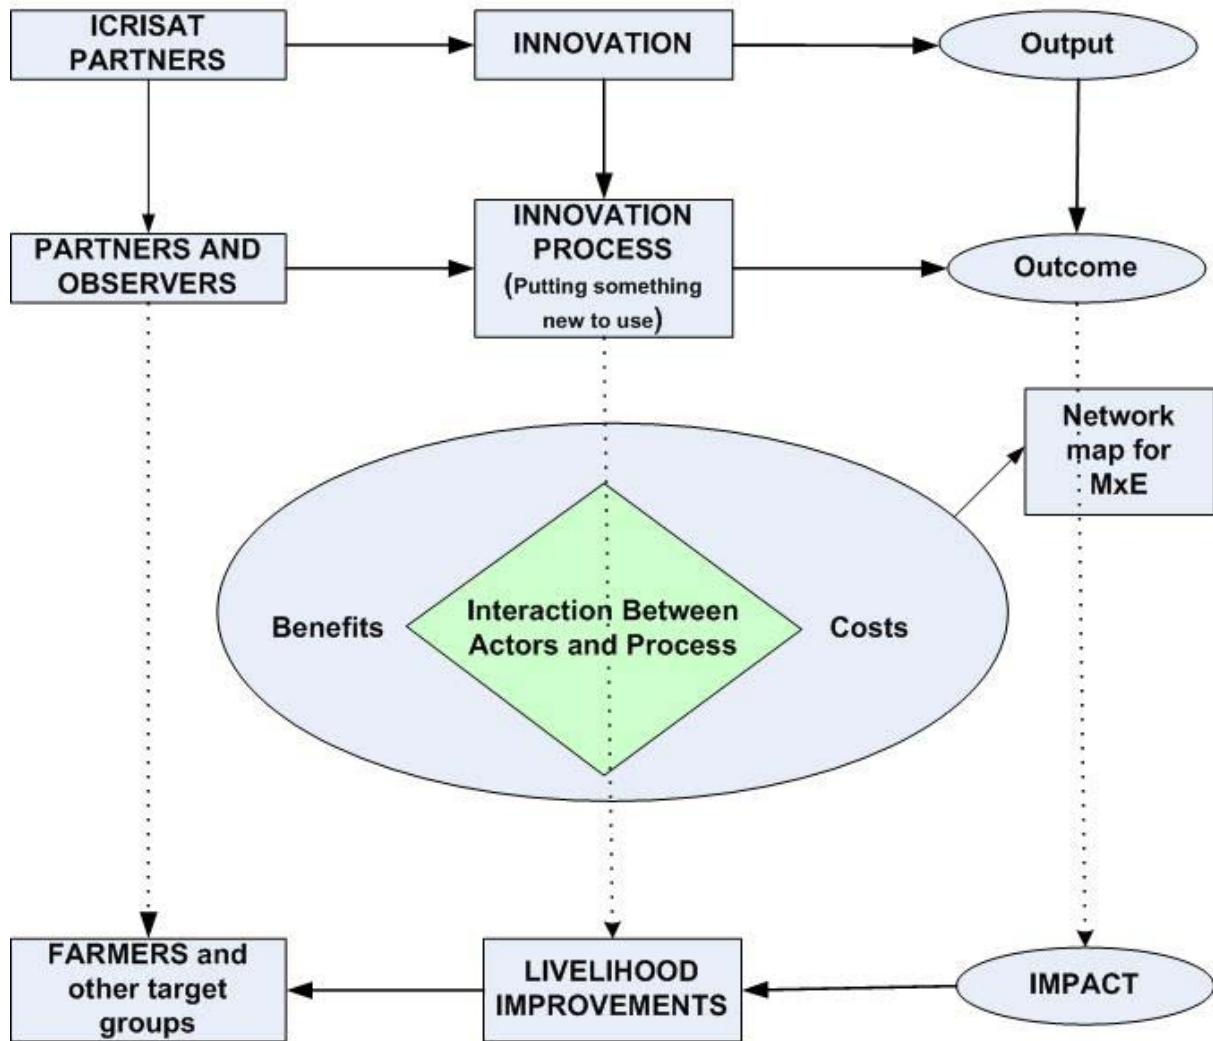 ICRISAT
PARTNERS
INNOVATION
Output
PARTNERS AND
OBSERVERS
INNOVATION
PROCESS
(Putting something
new to use)
Outcome
Network
map for
MxE
Benefits
Interaction Between
Actors and Process
Costs
FARMERS and
other target
groups
LIVELIHOOD
IMPROVEMENTS
IMPACT